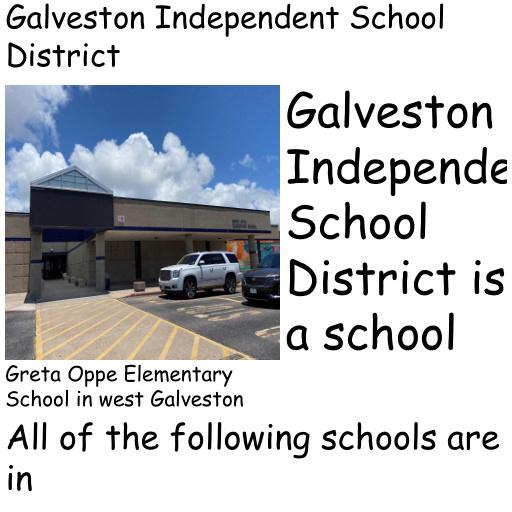 Galveston Independent School
District
Galveston
Independe
School
District is
a school
Greta Oppe Elementary
School in west Galveston
All of the following schools are
in